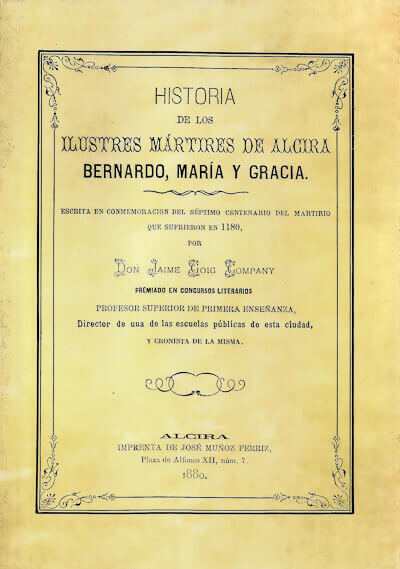 HISTORIA
DE LOS
ILUSTRES MÁRTIRES DE ALCIRA
BERNARDO, MARÍA Y GRACIA.
ESCRITA EN CONMEMORACION DEL SÉPTIMO CENTENARIO DEL MARTIRIO
QUE SUFRIERON EN 1180,
POR
DON JAIME GOIG COMPANY
PREMIADO EN CONCURSOS LITERARIOS
PROFESOR SUPERIOR DE PRIMERA ENSEÑANZA,
Director de una de las escuelas públicas de esta ciudad,
Y CRONISTA DE LA MISMA.
ALCIRA
IMPRENTA DE JOSÉ MUÑOZ FERRIZ,
Plaza de Alfonso XII, núm. 7.
1880.